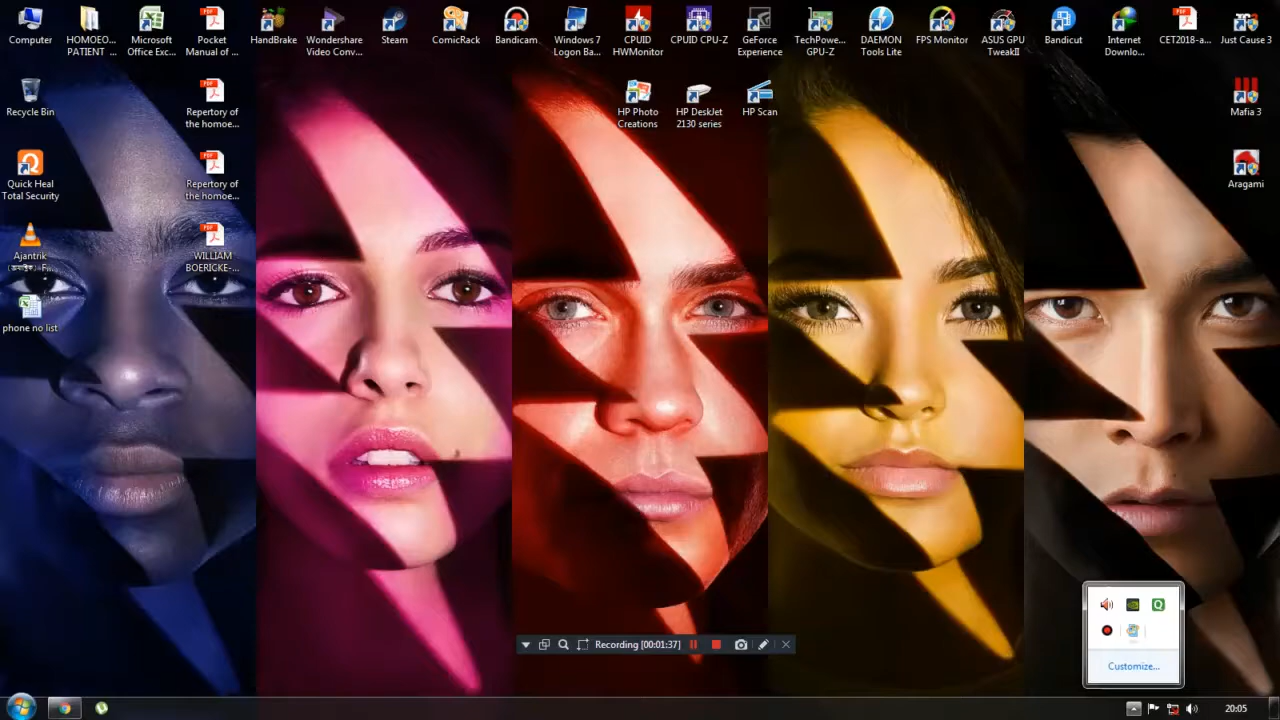 Computer
HOMOEO...
PATIENT ...
Microsoft
Office Exc...
Pocket
Manual of ...
HandBrake
Wondershare
Video Conv...
Steam
ComicRack
Bandicam
Windows 7
Logon Ba...
CPUID
HWMonitor
CPUID CPU-Z
GeForce
Experience
TechPowe...
GPU-Z
DAEMON
Tools Lite
FPS Monitor
ASUS GPU
TweakII
Bandicut
Internet
Downlo...
CET2018-a...
Just Cause 3
Recycle Bin
Repertory of
the homoe...
HP Photo
Creations
HP DeskJet
2130 series
HP Scan
Mafia 3
Quick Heal
Total Security
Repertory of
the homoe...
Aragami
Ajantrik
WILLIAM
BOERICKE-...
phone no list
Recording [00:01:37]
Customize...
20:05